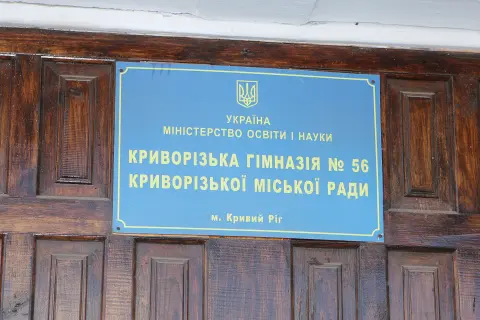 УКРАЇНА
МІНІСТЕРСТВО ОСВІТИ І НАУКИ
КРИВОРІЗЬКА ГІМНАЗІЯ № 56
КРИВОРІЗЬКОЇ МІСЬКОЇ РАДИ
м. Кривий Ріг